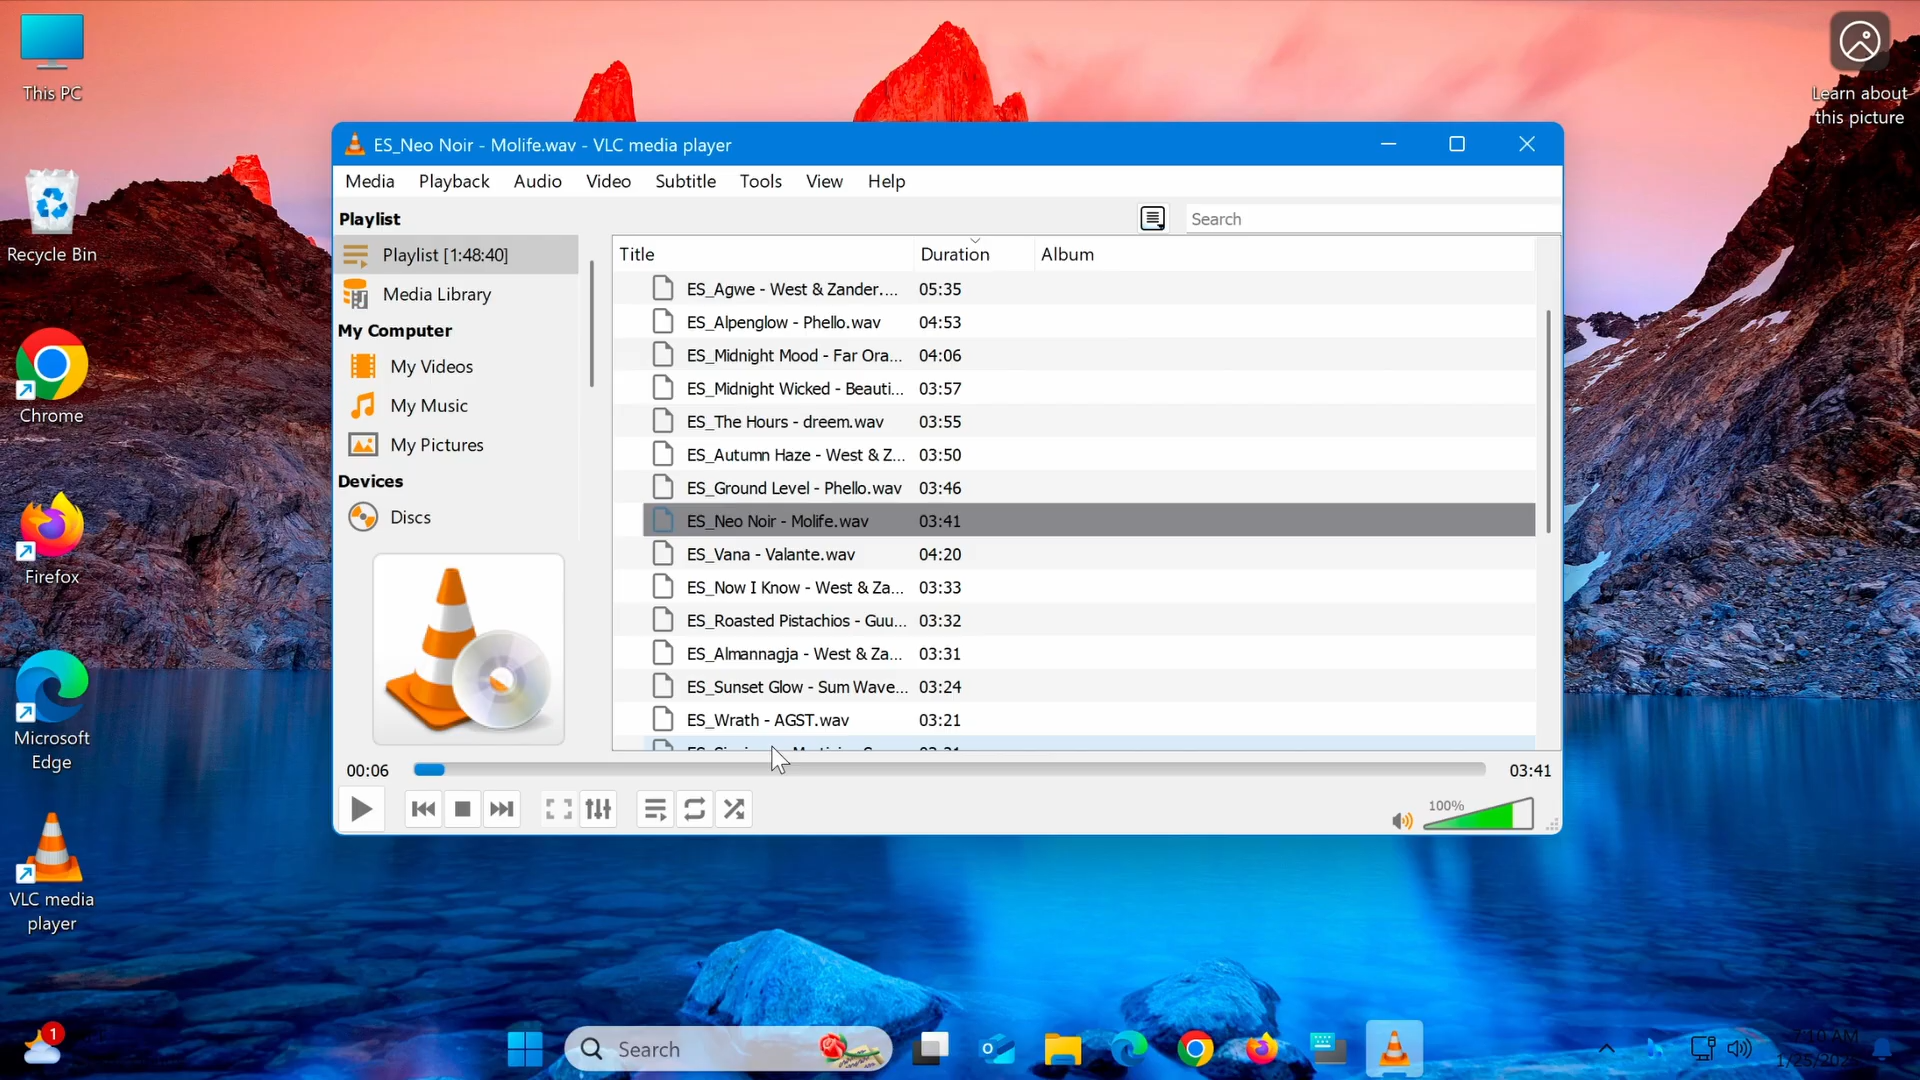 This PC
Learn about
this picture
Recycle Bin
Chrome
Firefox
Microsoft
Edge
VLC media
player
ES_Neo Noir - Molife.wav - VLC media player
Media Playback Audio Video Subtitle Tools View Help
Playlist
Search
Playlist [1:48:40]
Media Library
My Computer
My Videos
My Music
My Pictures
Devices
Discs
Title Duration Album
ES_Agwe - West & Zander.... 05:35
ES_Alpenglow - Phello.wav 04:53
ES_Midnight Mood - Far Ora... 04:06
ES_Midnight Wicked - Beauti... 03:57
ES_The Hours - dreem.wav 03:55
ES_Autumn Haze - West & Z... 03:50
ES_Ground Level - Phello.wav 03:46
ES_Neo Noir - Molife.wav 03:41
ES_Vana - Valante.wav 04:20
ES_Now I Know - West & Za... 03:33
ES_Roasted Pistachios - Guu... 03:32
ES_Almannagja - West & Za... 03:31
ES_Sunset Glow - Sum Wave... 03:24
ES_Wrath - AGST.wav 03:21
00:06 03:41
100%
1
Search
7:10 AM